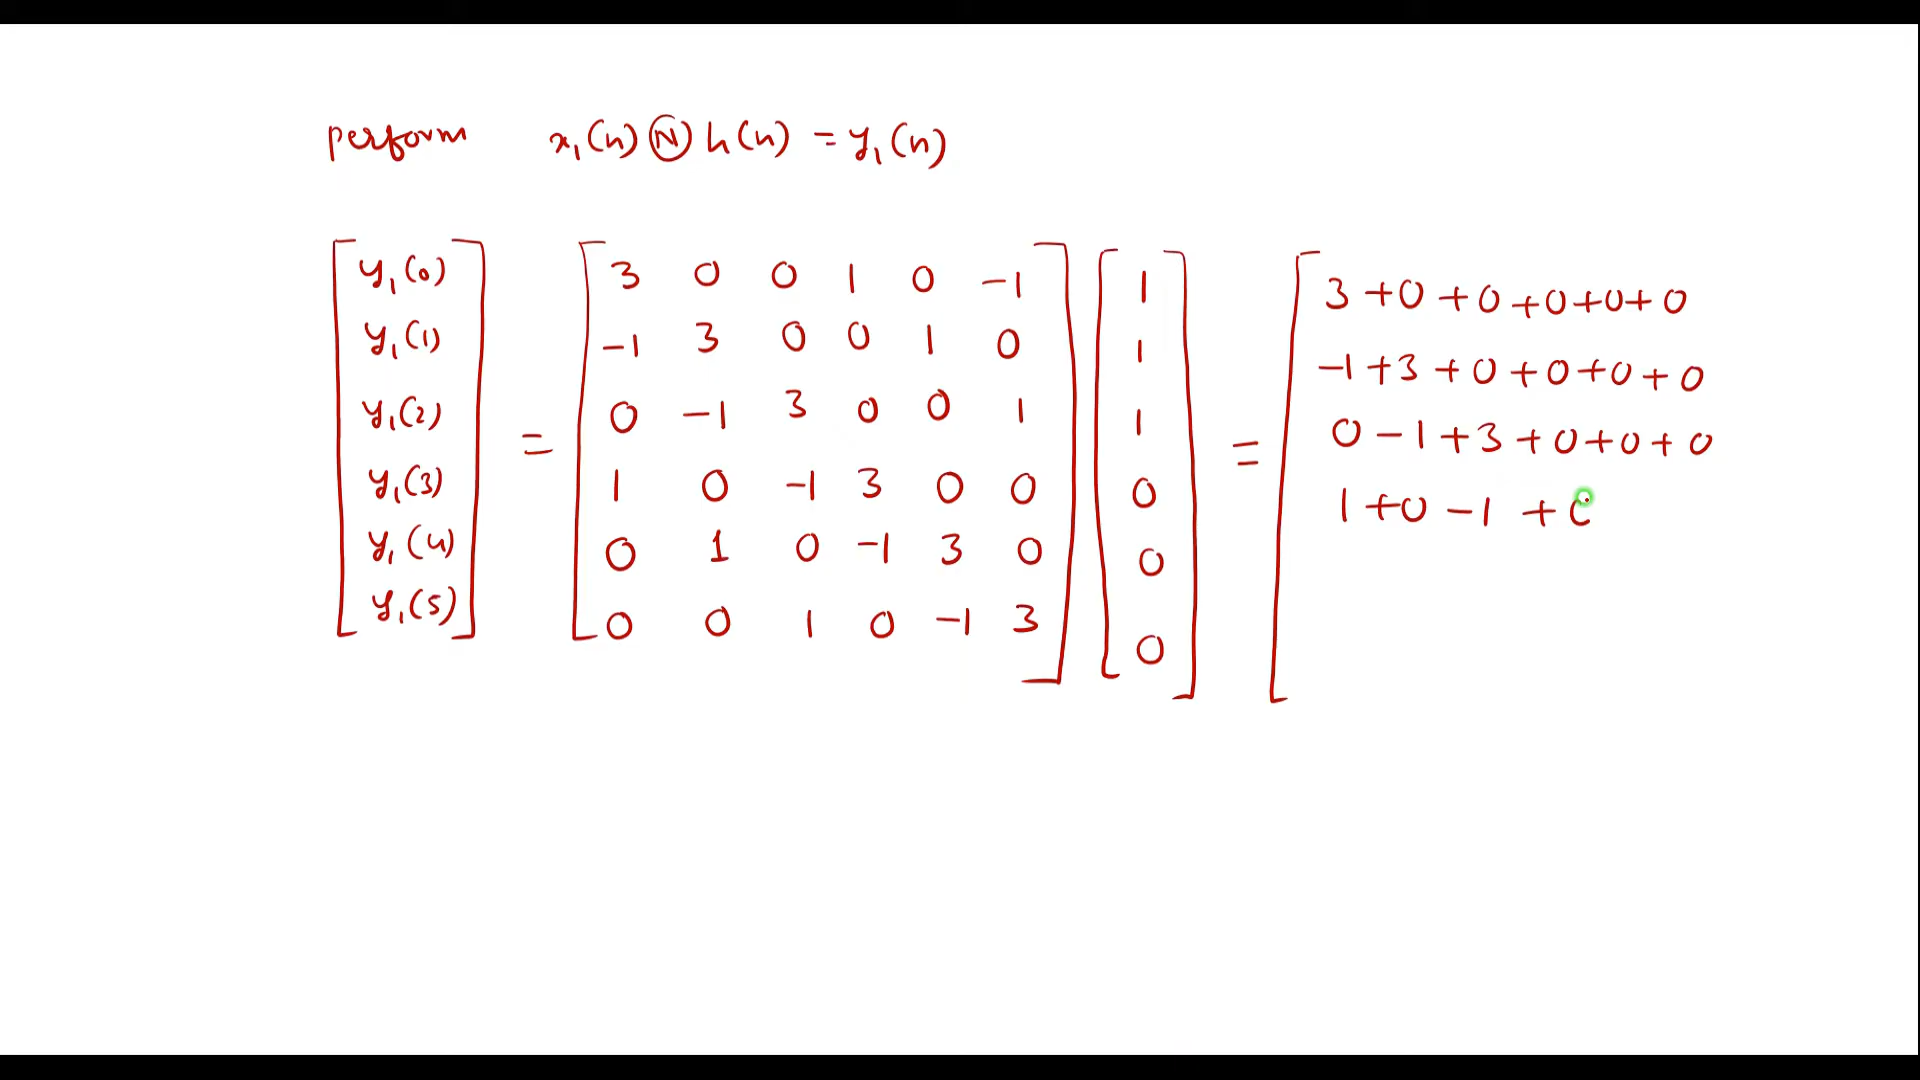 perform x₁(n) Ⓝ h(n) = y₁(n)
y₁(0) 3 0 0 1 0 -1 1 3+0+0+0+0+0
y₁(1) -1 3 0 0 1 0 1 -1+3+0+0+0+0
y₁(2) 0 -1 3 0 0 1 1 0-1+3+0+0+0
= =
y₁(3) 1 0 -1 3 0 0 0 1+0-1+0
y₁(4) 0 1 0 -1 3 0 0
y₁(5) 0 0 1 0 -1 3 0